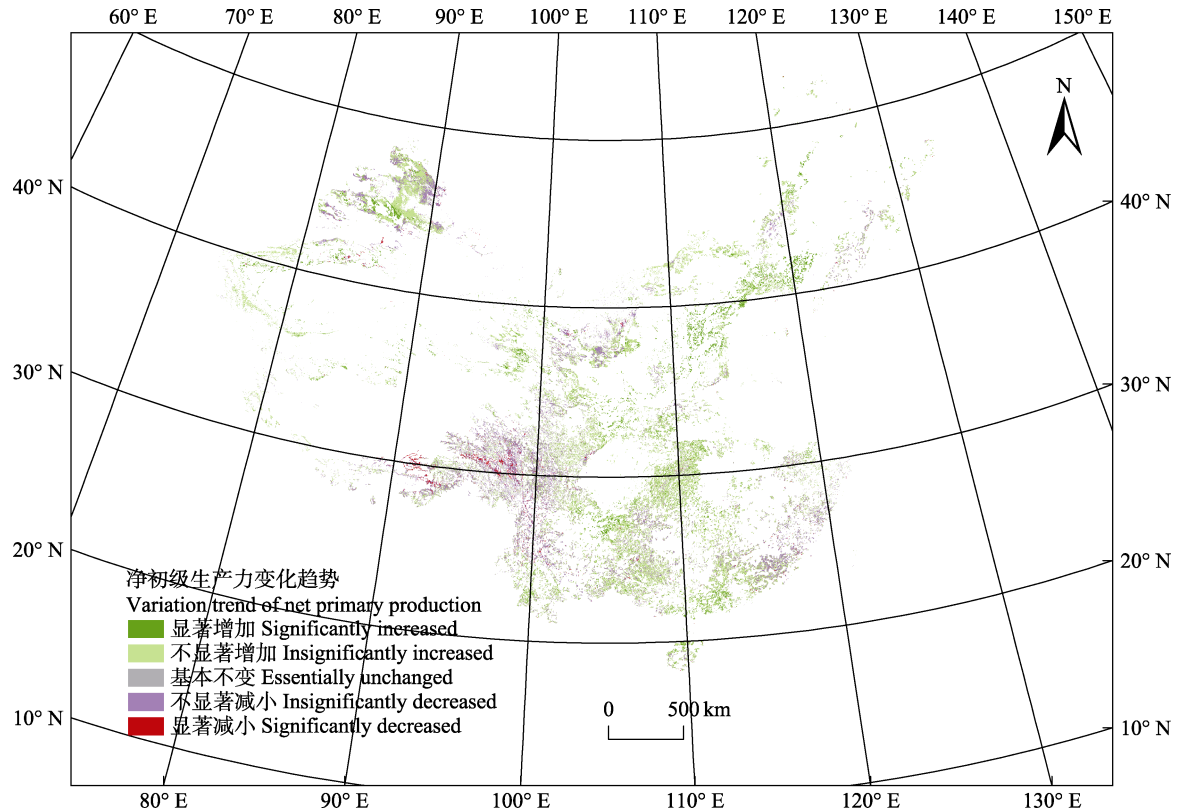 60° E 70° E 80° E 90° E 100° E 110° E 120° E 130° E 140° E 150° E
N
40° N 40° N
30° N 30° N
20° N 20° N
净初级生产力变化趋势
Variation trend of net primary production
显著增加 Significantly increased
不显著增加 Insignificantly increased
基本不变 Essentially unchanged
不显著减小 Insignificantly decreased
显著减小 Significantly decreased
0 500 km
10° N 10° N
80° E 90° E 100° E 110° E 120° E 130° E